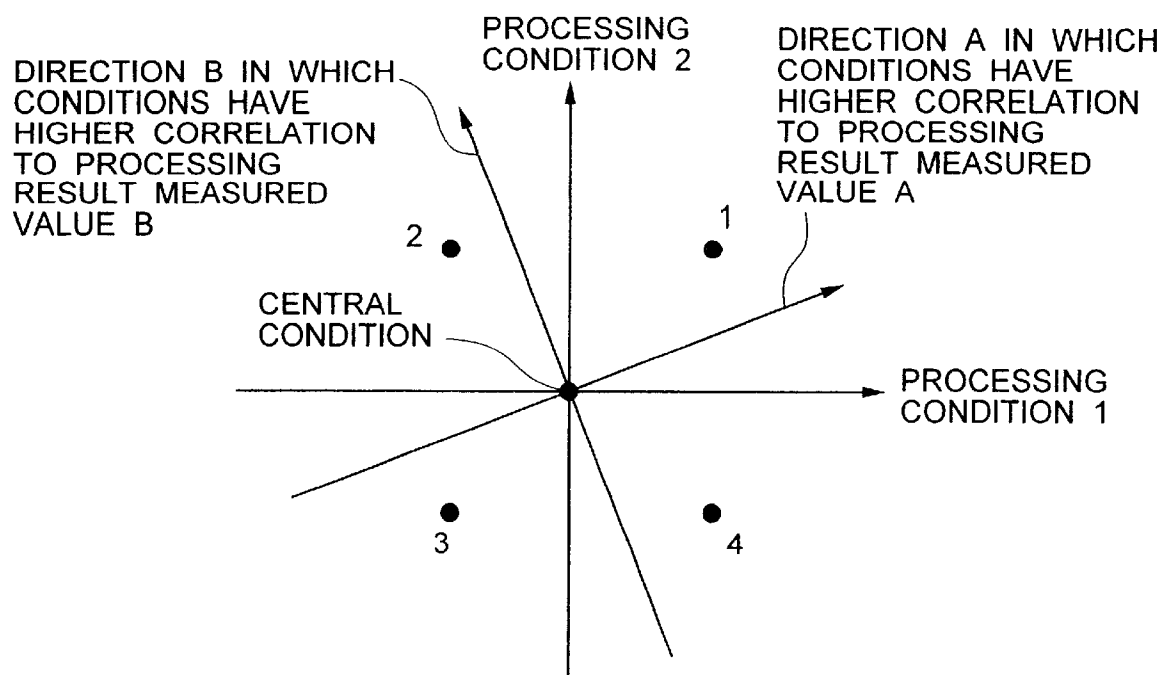 PROCESSING
CONDITION 2
DIRECTION A IN WHICH
CONDITIONS HAVE
HIGHER CORRELATION
TO PROCESSING
RESULT MEASURED
VALUE A
DIRECTION B IN WHICH
CONDITIONS HAVE
HIGHER CORRELATION
TO PROCESSING
RESULT MEASURED
VALUE B
2
1
CENTRAL
CONDITION
PROCESSING
CONDITION 1
3
4